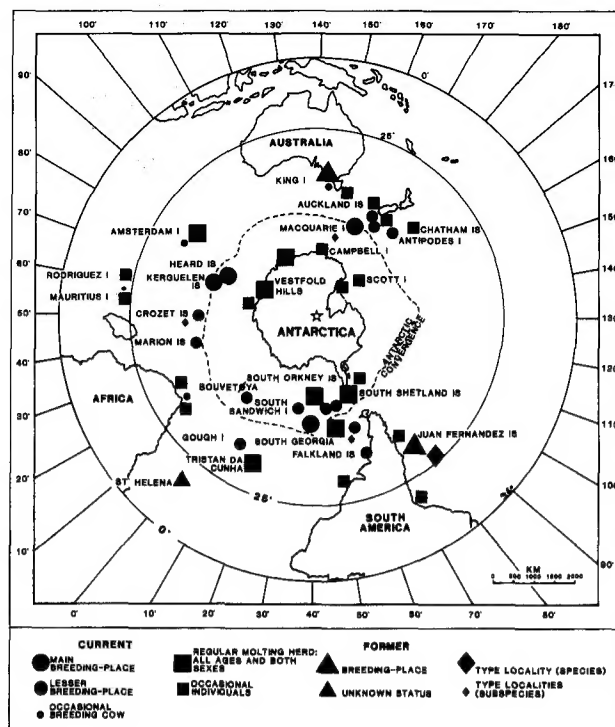 100' 110' 120' 130' 140' 150' 160' 170' 180'
90'
80'
70'
60'
50'
40'
30'
20'
10'
0'
AUSTRALIA
25'
KING I
AUCKLAND IS
MACQUARIE I
CHATHAM IS
ANTIPODES I
CAMPBELL I
AMSTERDAM I
HEARD IS
KERGUELEN
IS
RODRIGUEZ I
MAURITIUS I
VESTFOLD
HILLS
SCOTT I
CROZET IS
ANTARCTICA
MARION IS
ANTARCTIC
CONVERGENCE
AFRICA
BOUVETOYA
SOUTH ORKNEY IS
SOUTH SHETLAND IS
SOUTH
SANDWICH I
GOUGH I
SOUTH GEORGIA
JUAN FERNANDEZ IS
TRISTAN DA
CUNHA
FALKLAND IS
ST HELENA
25'
0'
SOUTH
AMERICA
170
160
150'
140'
130'
120'
110'
100'
90'
KM
0 500 1000 1500 2000
0' 10' 20' 30' 40' 50' 60' 70' 80'
CURRENT
MAIN
BREEDING-PLACE
LESSER
BREEDING-PLACE
OCCASIONAL
BREEDING COW
REGULAR MOLTING HERD:
ALL AGES AND BOTH
SEXES
OCCASIONAL
INDIVIDUALS
FORMER
BREEDING-PLACE
UNKNOWN STATUS
TYPE LOCALITY (SPECIES)
TYPE LOCALITIES
(SUBSPECIES)